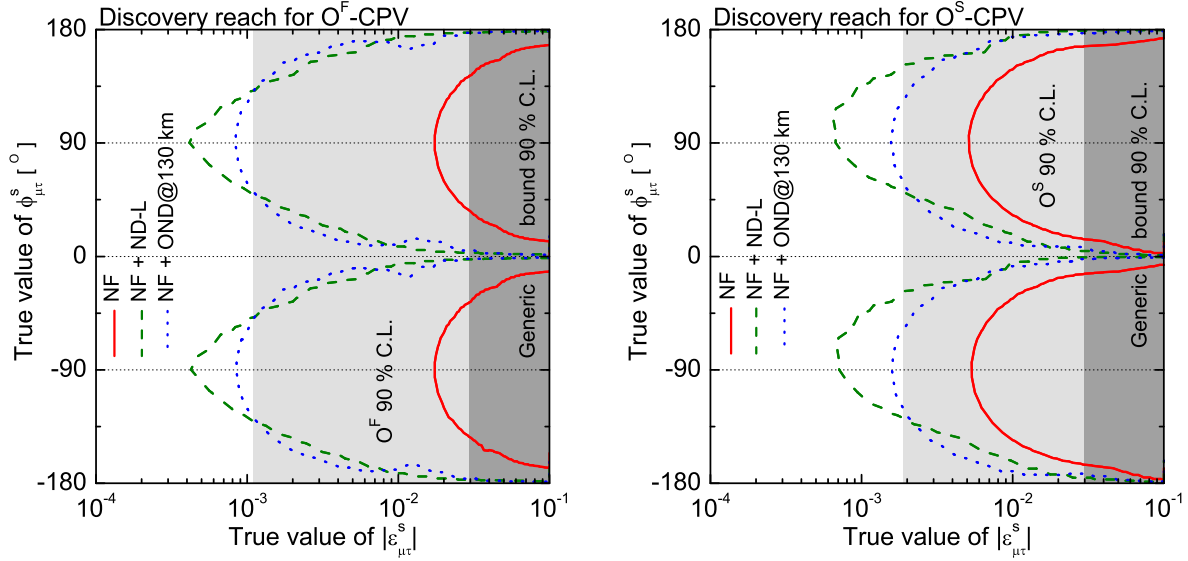 Discovery reach for O^F-CPV
180
90
0
-90
-180
True value of ϕ^s_μτ [ ^O ]
NF
NF + ND-L
NF + OND@130 km
O^F 90 % C.L.
Generic bound 90 % C.L.
10^-4 10^-3 10^-2 10^-1
True value of |ε^s_μτ|
Discovery reach for O^S-CPV
180
90
0
-90
-180
True value of ϕ^s_μτ [ ^O ]
NF
NF + ND-L
NF + OND@130 km
O^S 90 % C.L.
Generic bound 90 % C.L.
10^-4 10^-3 10^-2 10^-1
True value of |ε^s_μτ|